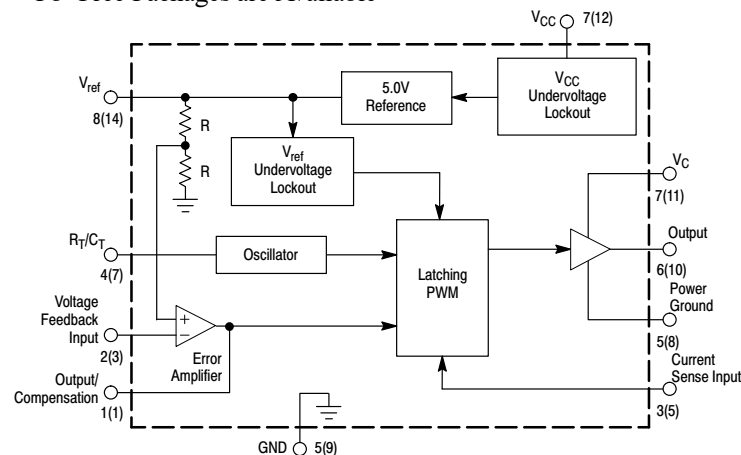 Packages are Available
VCC 7(12)
Vref
8(14)
5.0V
Reference
VCC
Undervoltage
Lockout
R
R
Vref
Undervoltage
Lockout
VC
7(11)
RT/CT
4(7)
Oscillator
Latching
PWM
Output
6(10)
Voltage
Feedback
Input
2(3)
+
−
Error
Amplifier
Power
Ground
5(8)
Output/
Compensation
1(1)
Current
Sense Input
3(5)
GND 5(9)